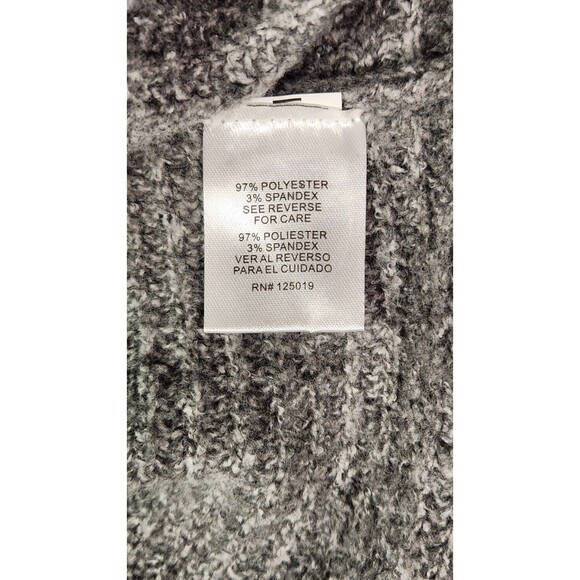 97% POLYESTER
3% SPANDEX
SEE REVERSE
FOR CARE
97% POLIESTER
3% SPANDEX
VER AL REVERSO
PARA EL CUIDADO
RN# 125019